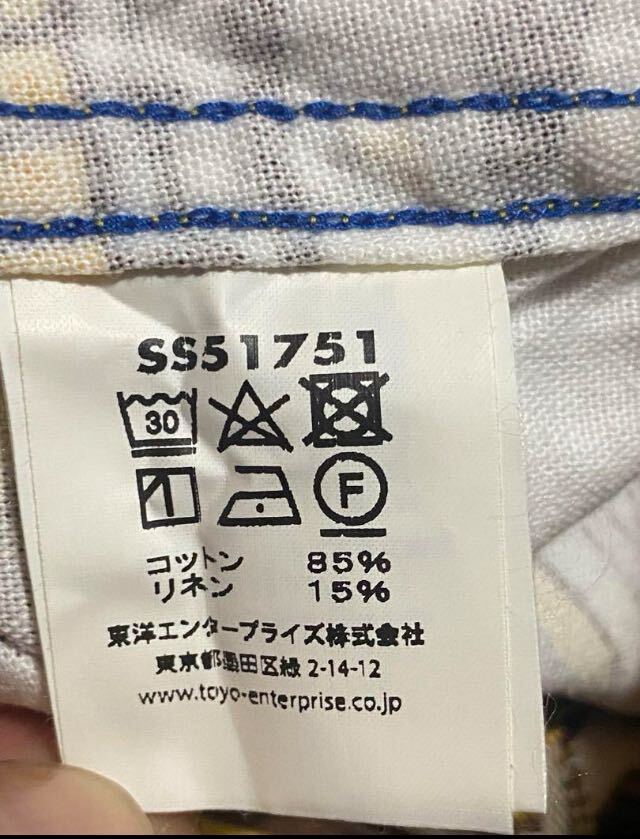 SS51751
30
F
コットン 85%
リネン 15%
東洋エンタープライズ株式会社
東京都墨田区緑 2-14-12
www.toyo-enterprise.co.jp